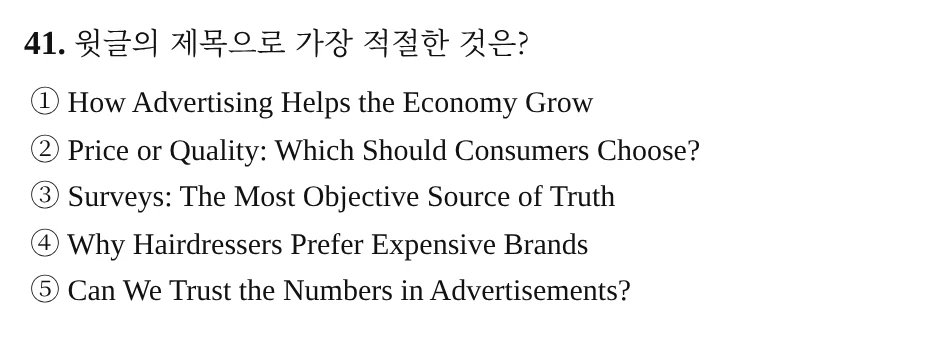 41. 윗글의 제목으로 가장 적절한 것은?
① How Advertising Helps the Economy Grow
② Price or Quality: Which Should Consumers Choose?
③ Surveys: The Most Objective Source of Truth
④ Why Hairdressers Prefer Expensive Brands
⑤ Can We Trust the Numbers in Advertisements?